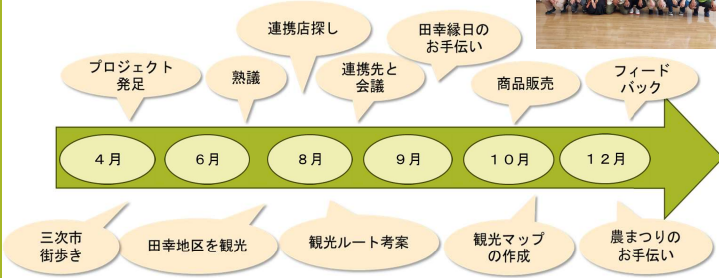 連携店探し
田幸縁日の
お手伝い
プロジェクト
発足
熟議
連携先と
会議
商品販売
フィード
バック
４月
６月
８月
９月
１０月
１２月
三次市
街歩き
田幸地区を観光
観光ルート考案
観光マップ
の作成
農まつりの
お手伝い